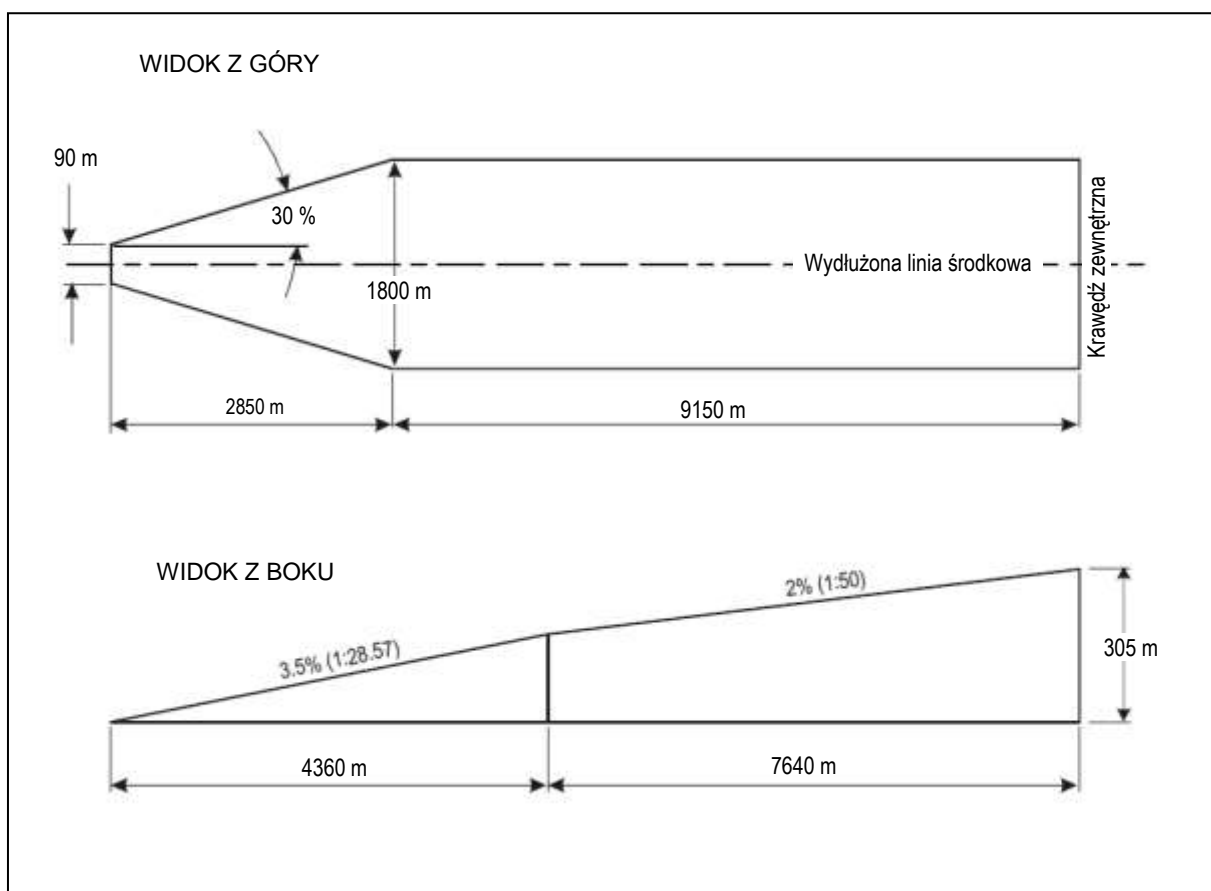 WIDOK Z GÓRY
90 m
30 %
Wydłużona linia środkowa
Krawędź zewnętrzna
1800 m
2850 m
9150 m
WIDOK Z BOKU
2% (1:50)
3.5% (1:28.57)
305 m
4360 m
7640 m